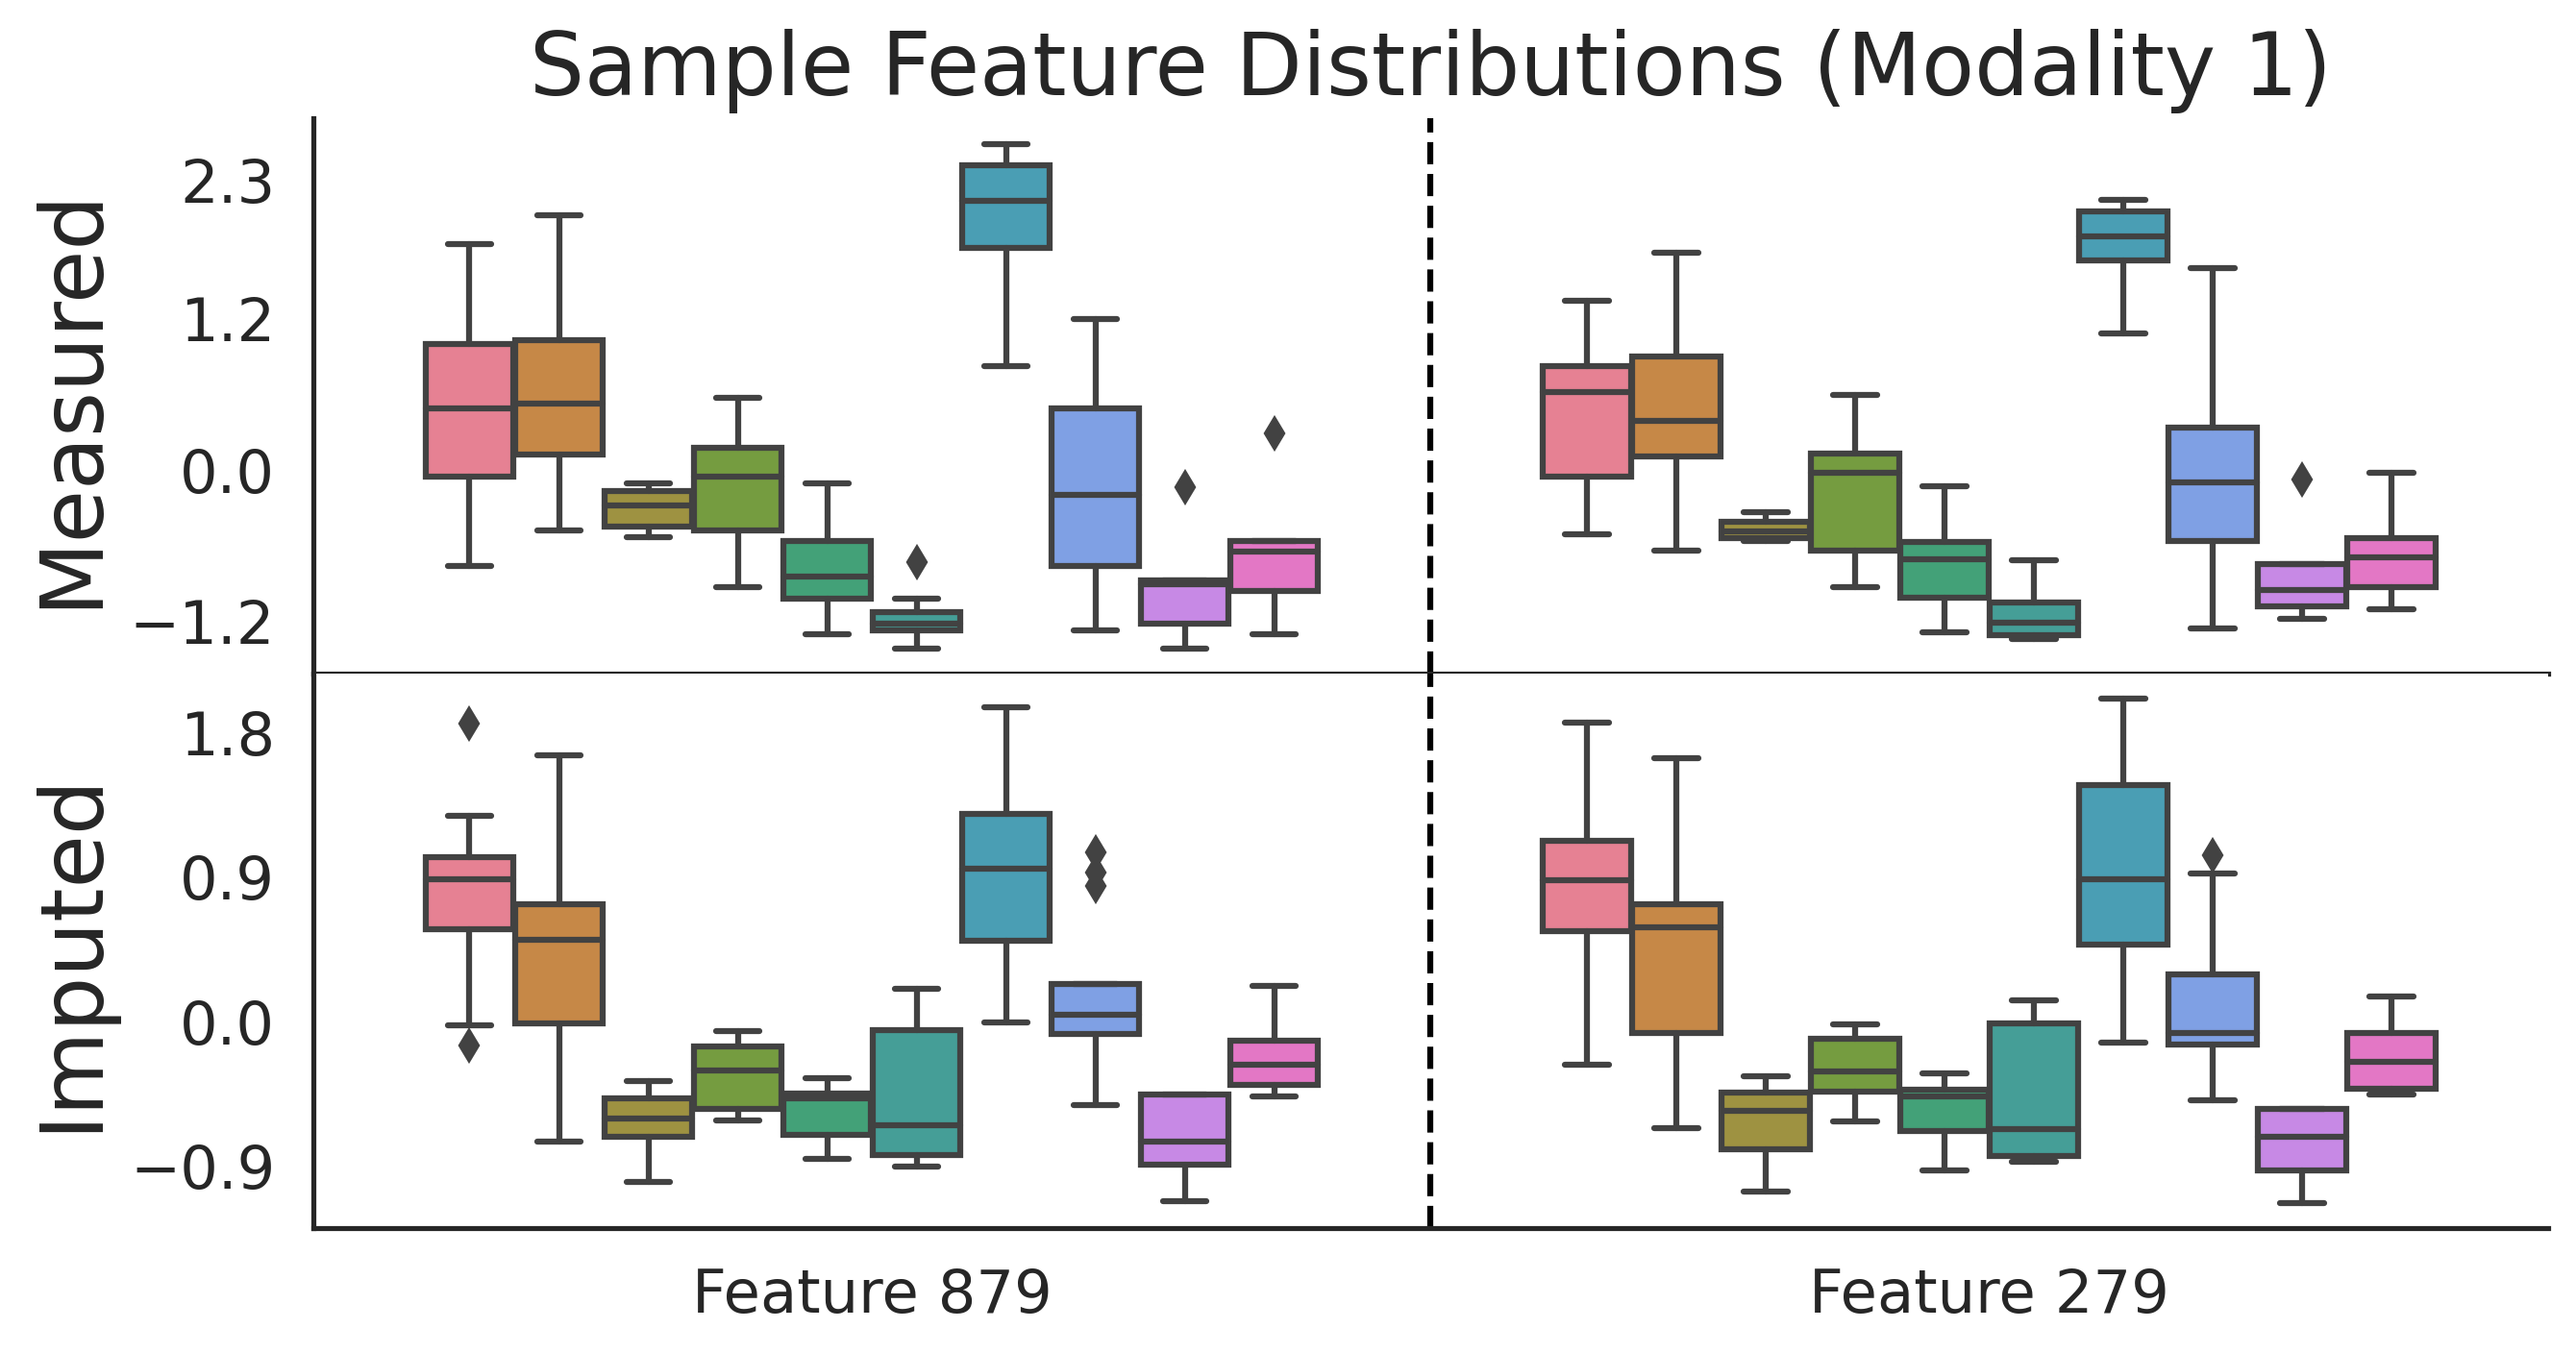 Sample Feature Distributions (Modality 1)
Measured
2.3
1.2
0.0
−1.2
Imputed
1.8
0.9
0.0
−0.9
Feature 879
Feature 279